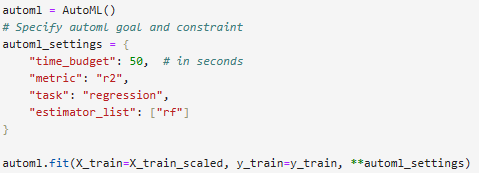 automl = AutoML()
# Specify automl goal and constraint
automl_settings = {
    "time_budget": 50,  # in seconds
    "metric": "r2",
    "task": "regression",
    "estimator_list": ["rf"]
}
automl.fit(X_train=X_train_scaled, y_train=y_train, **automl_settings)